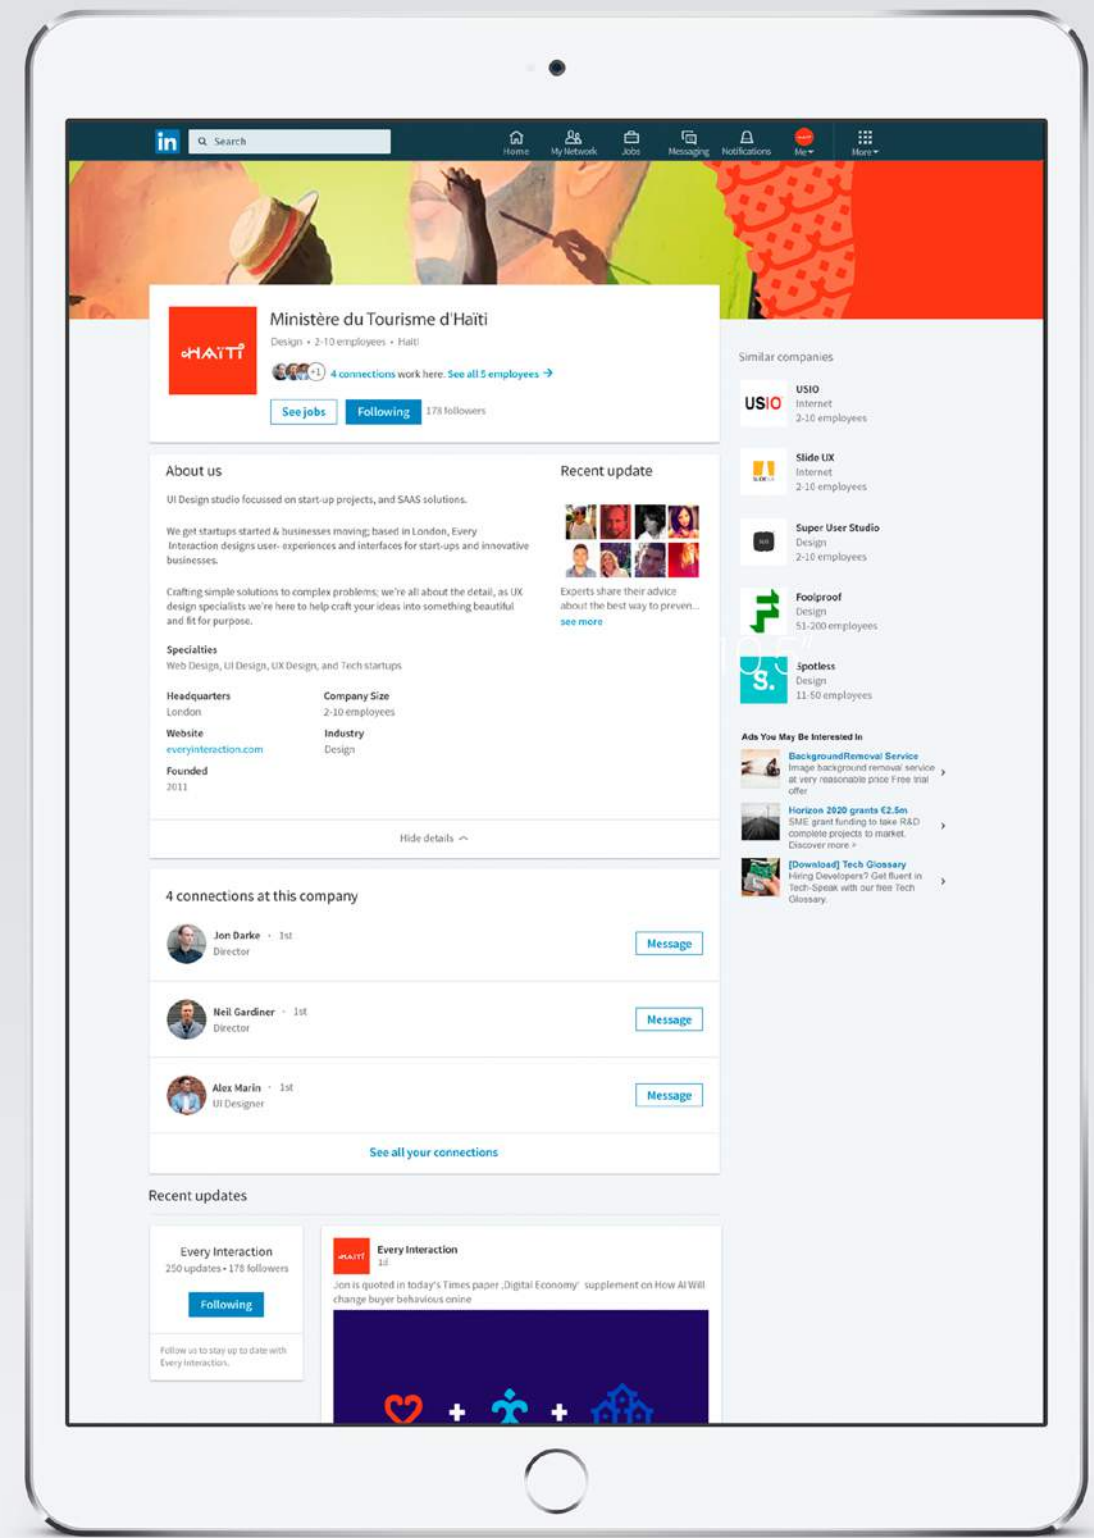 in
Search
Home
My Network
Jobs
Messaging
Notifications
Me
More
HAÏTI
Ministère du Tourisme d'Haïti
Design • 2-10 employees • Haiti
+1
4 connections work here. See all 5 employees →
See jobs
Following
178 followers
About us
UI Design studio focussed on start-up projects, and SAAS solutions.
We get startups started & businesses moving; based in London, Every
Interaction designs user- experiences and interfaces for start-ups and innovative
businesses.
Crafting simple solutions to complex problems; we're all about the detail, as UX
design specialists we're here to help craft your ideas into something beautiful
and fit for purpose.
Specialties
Web Design, UI Design, UX Design, and Tech startups
Headquarters
London
Company Size
2-10 employees
Website
everyinteraction.com
Industry
Design
Founded
2011
Recent update
Experts share their advice
about the best way to preven...
see more
Hide details
4 connections at this company
Jon Darke • 1st
Director
Message
Neil Gardiner • 1st
Director
Message
Alex Marin • 1st
UI Designer
Message
See all your connections
Recent updates
Every Interaction
250 updates • 178 followers
Following
Follow us to stay up to date with
Every Interaction.
HAÏTI
Every Interaction
1d
Jon is quoted in today's Times paper ‚Digital Economy' supplement on How AI Will
change buyer behavious onine
+ +
Similar companies
USIO
USIO
Internet
2-10 employees
Slide UX
Internet
2-10 employees
Super User Studio
Design
2-10 employees
Foolproof
Design
51-200 employees
10,5"
S.
Spotless
Design
11-50 employees
Ads You May Be Interested In
BackgroundRemoval Service
Image background removal service
at very reasonable price Free trial
offer
Horizon 2020 grants €2.5m
SME grant funding to take R&D
complete projects to market.
Discover more »
[Download] Tech Glossary
Hiring Developers? Get fluent in
Tech-Speak with our free Tech
Glossary.